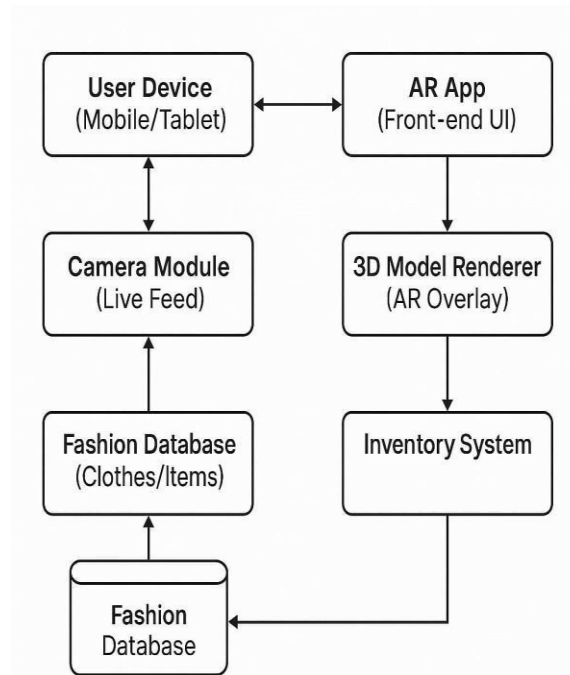 User Device
(Mobile/Tablet)
AR App
(Front-end UI)
Camera Module
(Live Feed)
3D Model Renderer
(AR Overlay)
Fashion Database
(Clothes/Items)
Inventory System
Fashion
Database